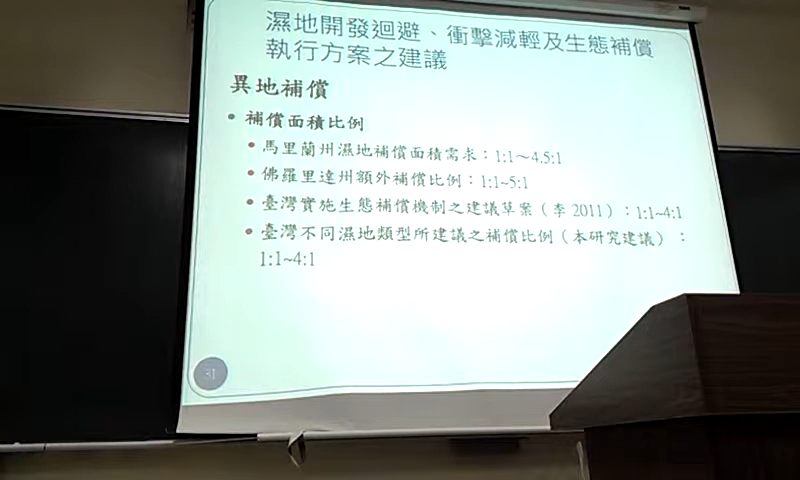 濕地開發迴避、衝擊減輕及生態補償
執行方案之建議
異地補償
• 補償面積比例
• 馬里蘭州濕地補償面積需求：1:1～4.5:1
• 佛羅里達州額外補償比例：1:1~5:1
• 臺灣實施生態補償機制之建議草案（李 2011）：1:1~4:1
• 臺灣不同濕地類型所建議之補償比例（本研究建議）：
1:1~4:1
31